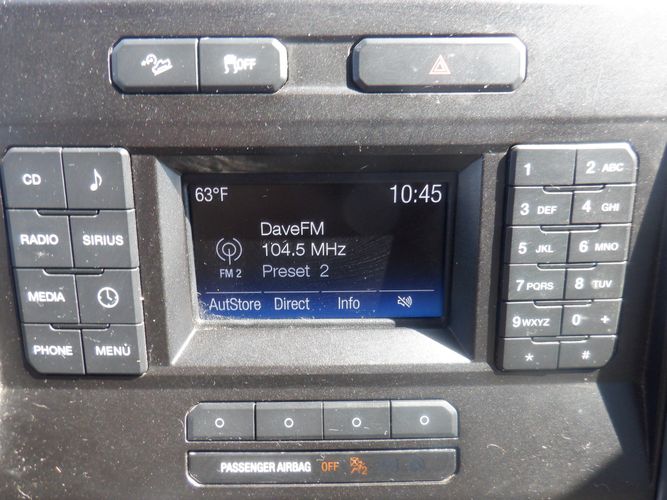 OFF
CD
RADIO SIRIUS
MEDIA
PHONE MENU
63°F 10:45
DaveFM
104.5 MHz
FM 2 Preset 2
AutStore Direct Info
1 2 ABC
3 DEF 4 GHI
5 JKL 6 MNO
7 PQRS 8 TUV
9 WXYZ 0 +
* #
PASSENGER AIRBAG OFF 2